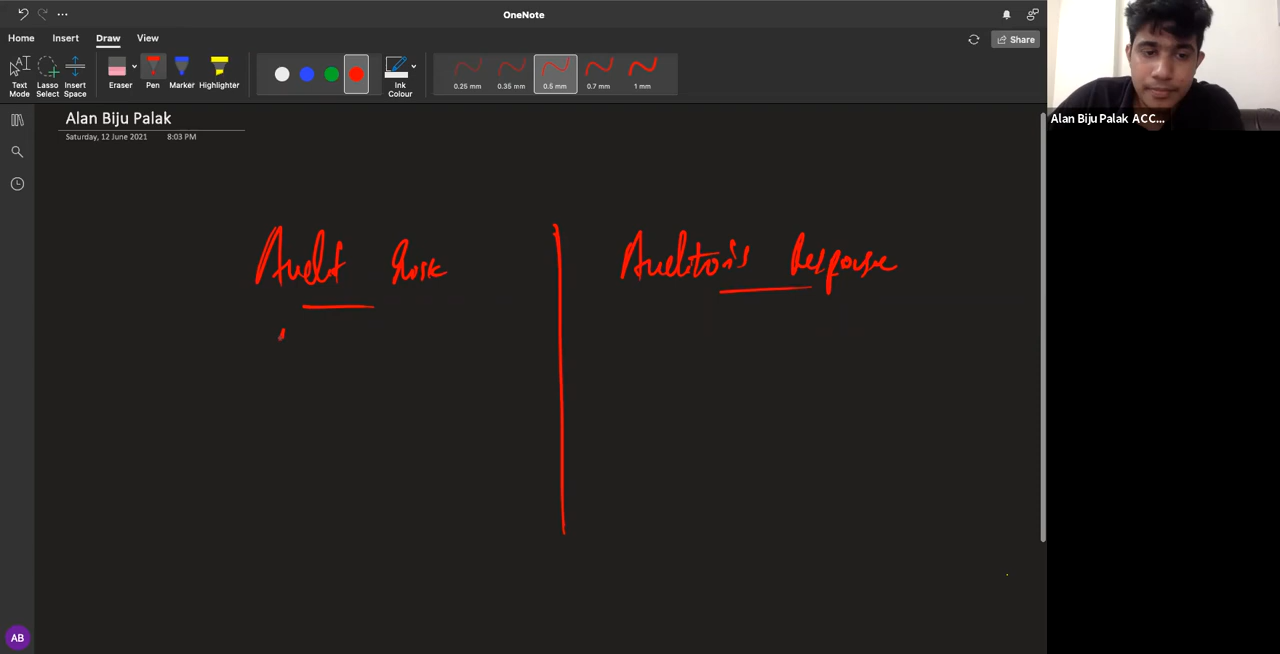 OneNote
Home Insert Draw View
Share
Text Mode
Lasso Select
Insert Space
Eraser
Pen
Marker
Highlighter
Ink Colour
0.25 mm
0.35 mm
0.5 mm
0.7 mm
1 mm
Alan Biju Palak ACC...
Alan Biju Palak
Saturday, 12 June 2021 8:03 PM
Audit Risk
Auditor's Response
AB